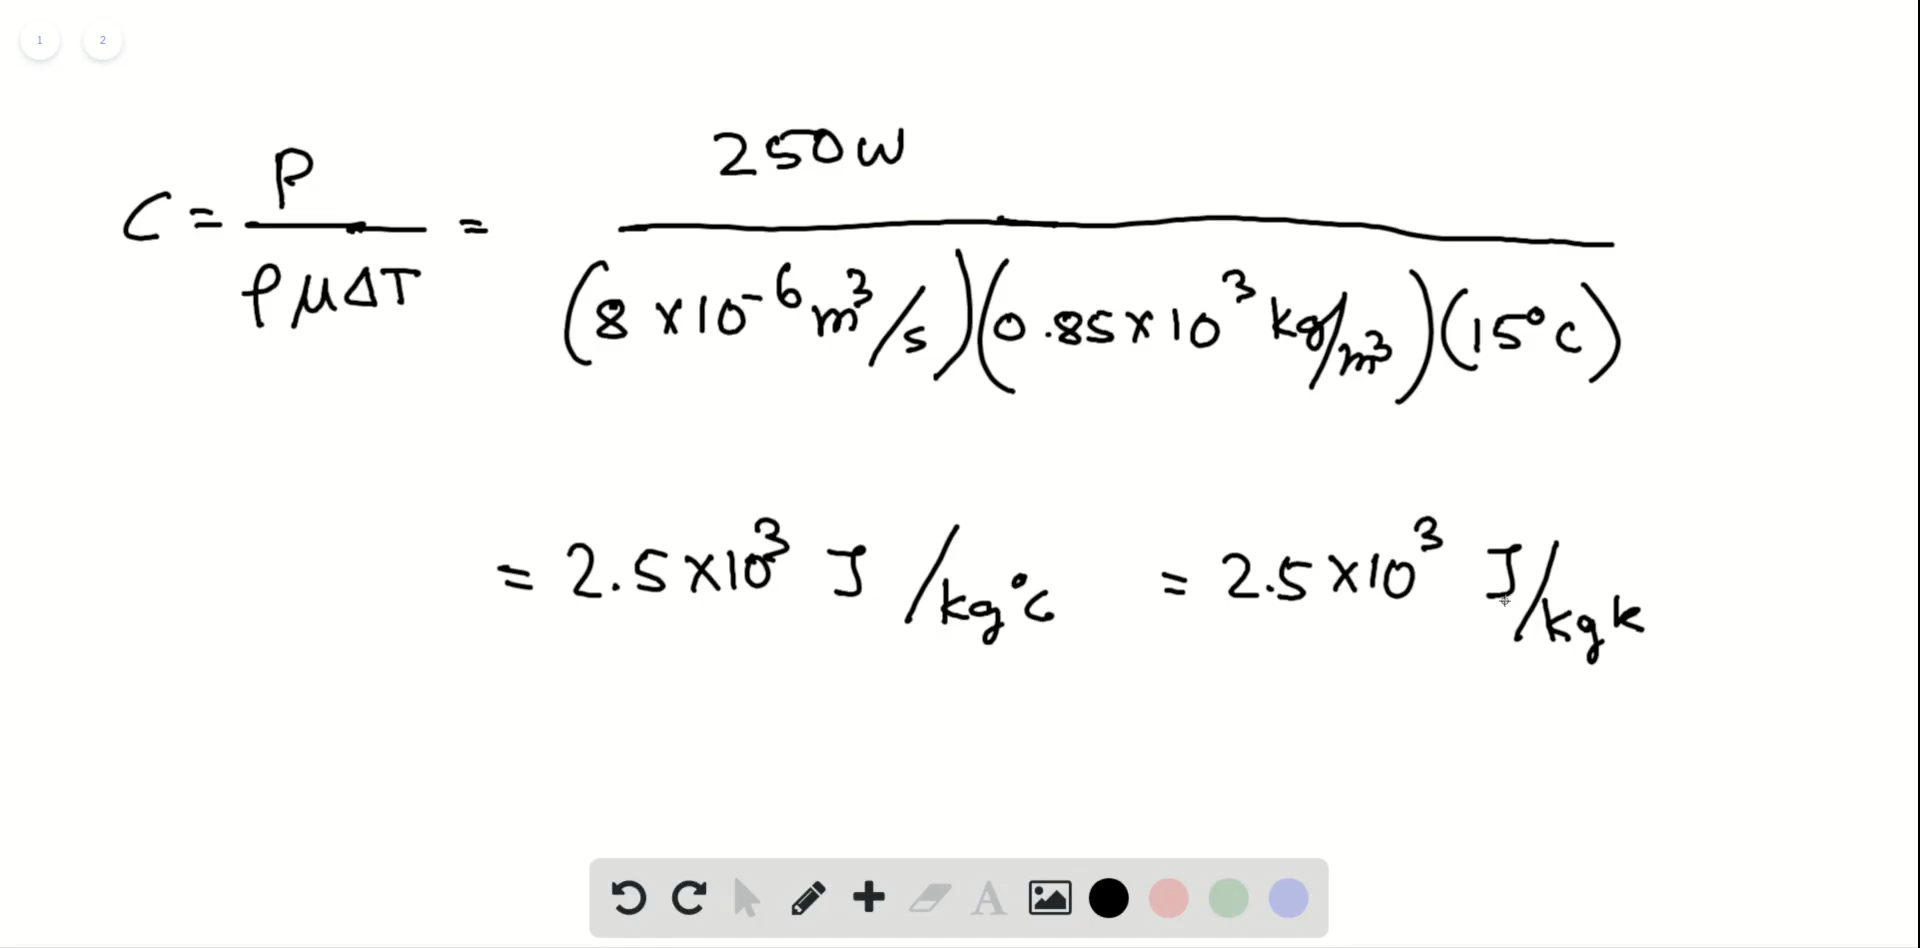 1 2
C = P / ρμΔT = 250W / (8 × 10⁻⁶ m³/s)(0.85 × 10³ kg/m³)(15°C)
= 2.5 × 10³ J/kg°C = 2.5 × 10³ J/kg K
A